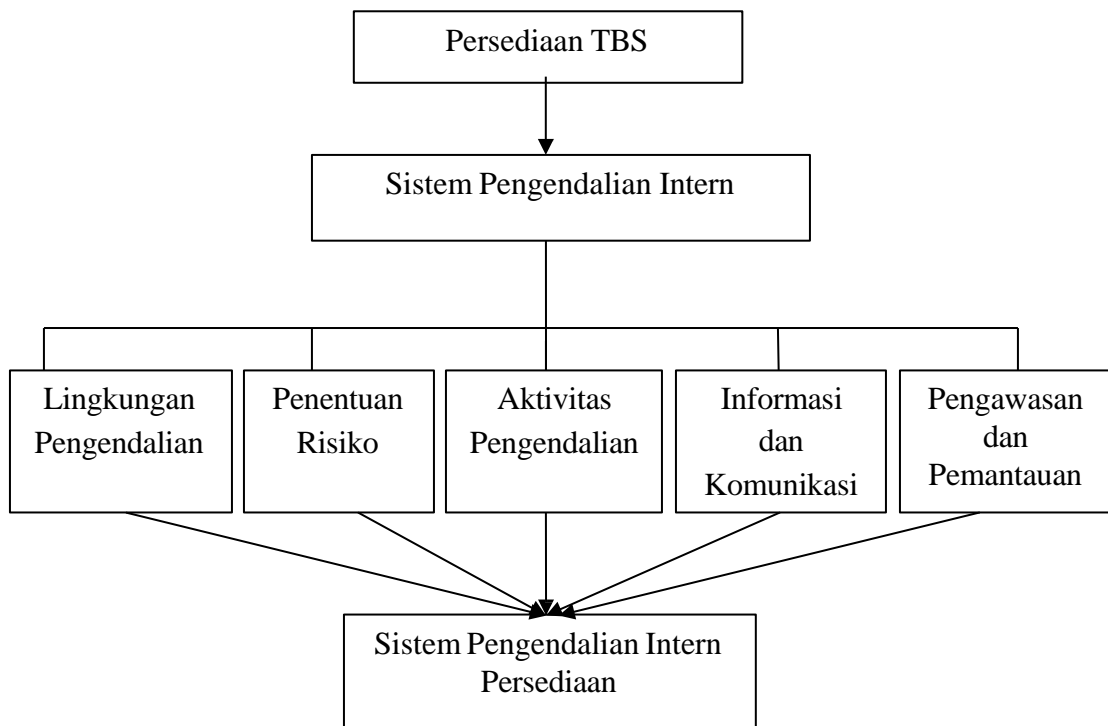 Persediaan TBS
Sistem Pengendalian Intern
Lingkungan
Pengendalian
Penentuan
Risiko
Aktivitas
Pengendalian
Informasi
dan
Komunikasi
Pengawasan
dan
Pemantauan
Sistem Pengendalian Intern
Persediaan